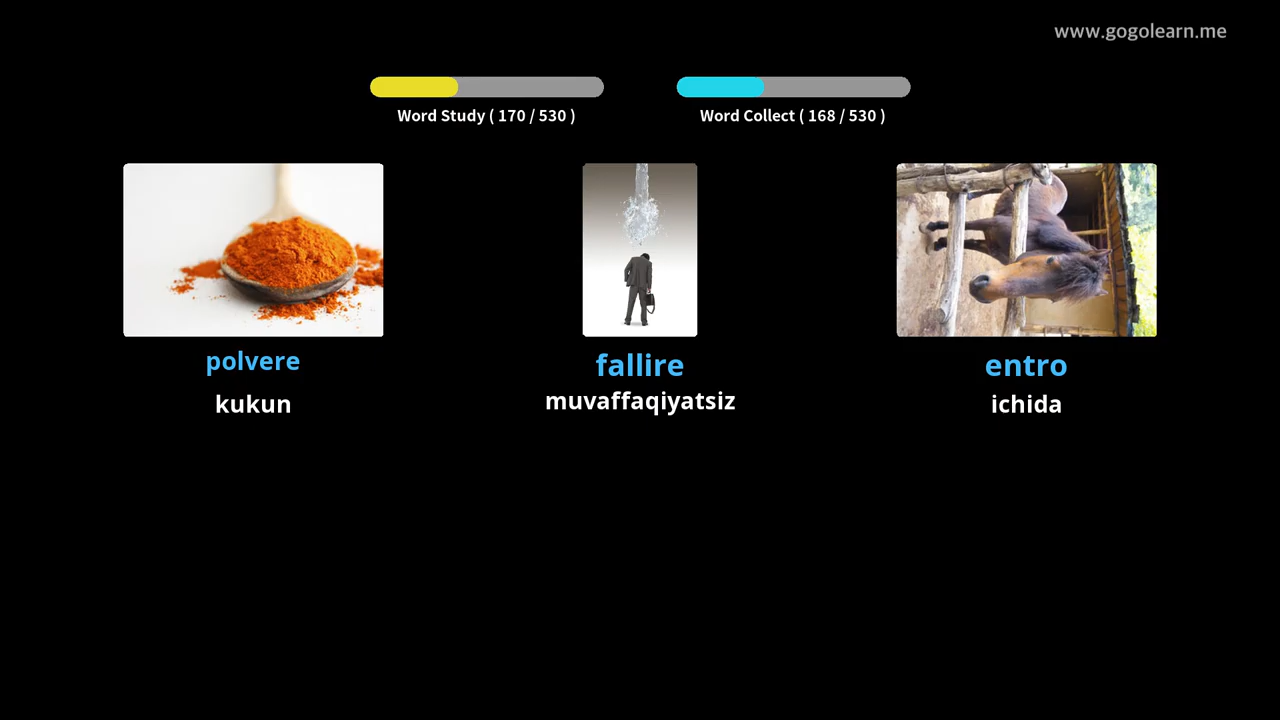 www.gogolearn.me
Word Study ( 170 / 530 )
Word Collect ( 168 / 530 )
polvere
fallire
entro
kukun
muvaffaqiyatsiz
ichida